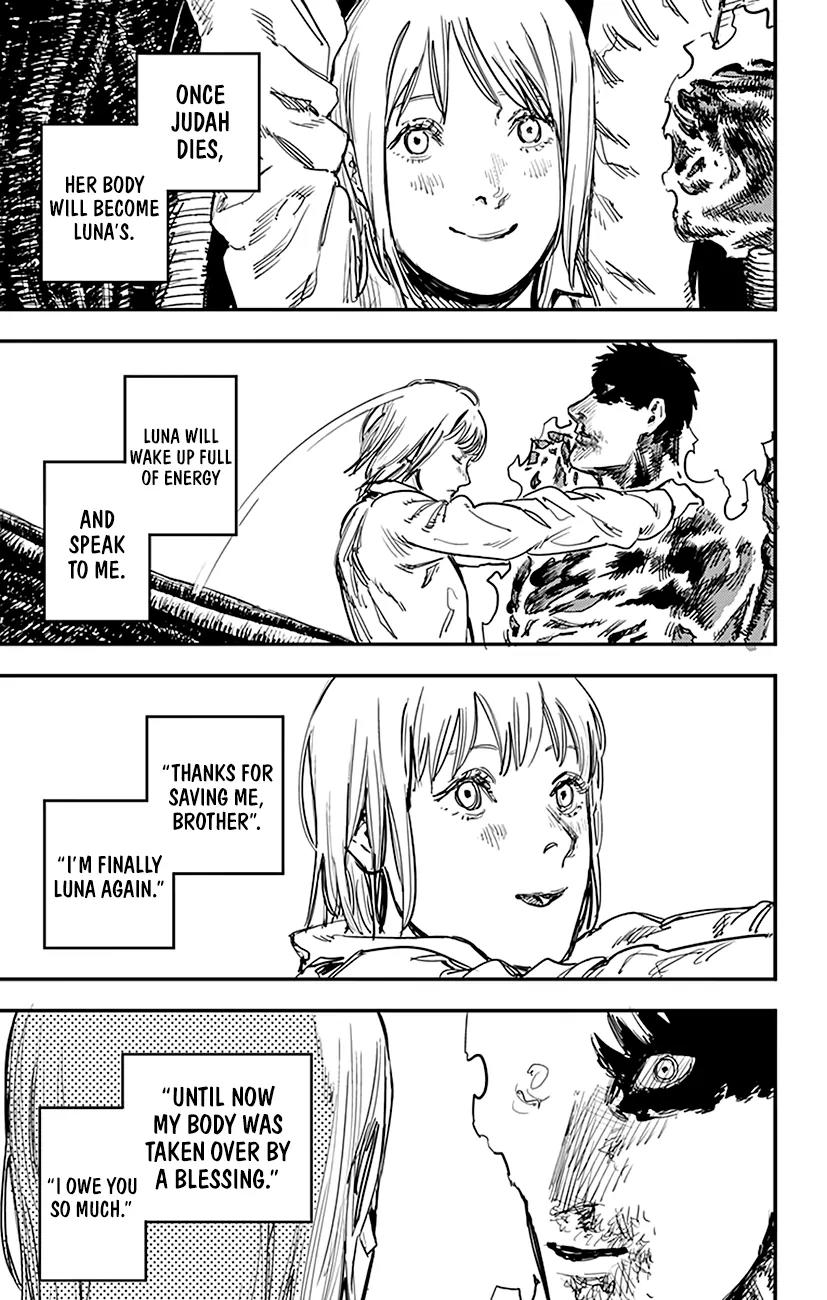 ONCE
JUDAH
DIES,
HER BODY
WILL BECOME
LUNA'S.
LUNA WILL
WAKE UP FULL
OF ENERGY
AND
SPEAK
TO ME.
"THANKS FOR
SAVING ME,
BROTHER".
"I'M FINALLY
LUNA AGAIN."
"UNTIL NOW
MY BODY WAS
TAKEN OVER BY
A BLESSING."
"I OWE YOU
SO MUCH."